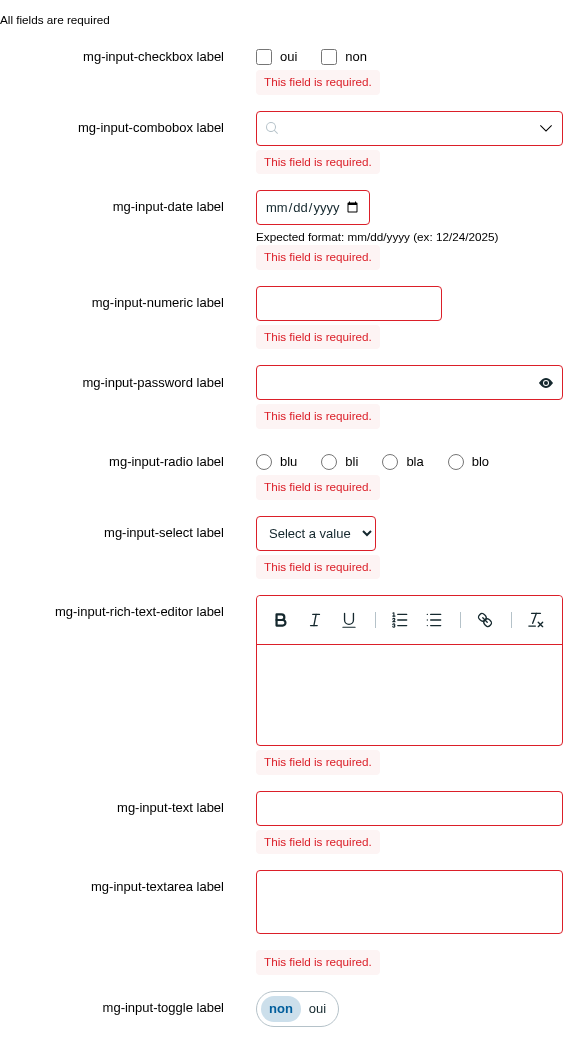 All fields are required
mg-input-checkbox label
oui non
This field is required.
mg-input-combobox label
This field is required.
mg-input-date label
mm/dd/yyyy
Expected format: mm/dd/yyyy (ex: 12/24/2025)
This field is required.
mg-input-numeric label
This field is required.
mg-input-password label
This field is required.
mg-input-radio label
blu bli bla blo
This field is required.
mg-input-select label
Select a value
This field is required.
mg-input-rich-text-editor label
This field is required.
mg-input-text label
This field is required.
mg-input-textarea label
This field is required.
mg-input-toggle label
non oui